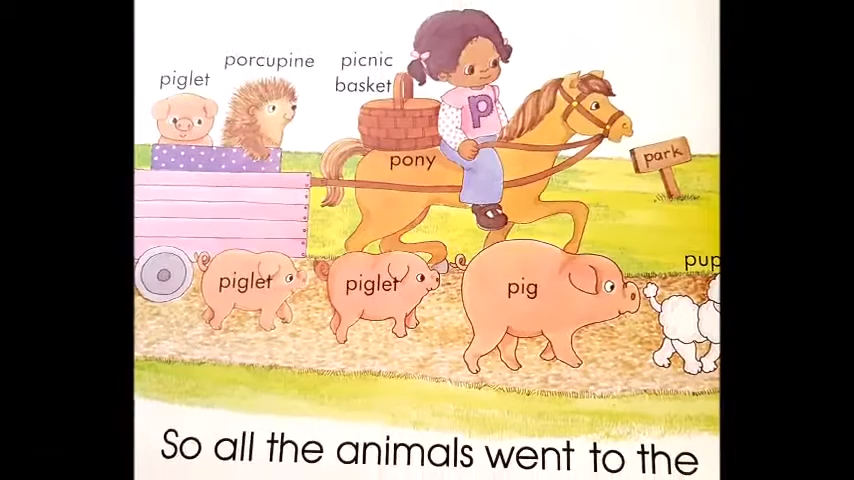 piglet
porcupine
picnic
basket
p
pony
park
piglet
piglet
pig
So all the animals went to the